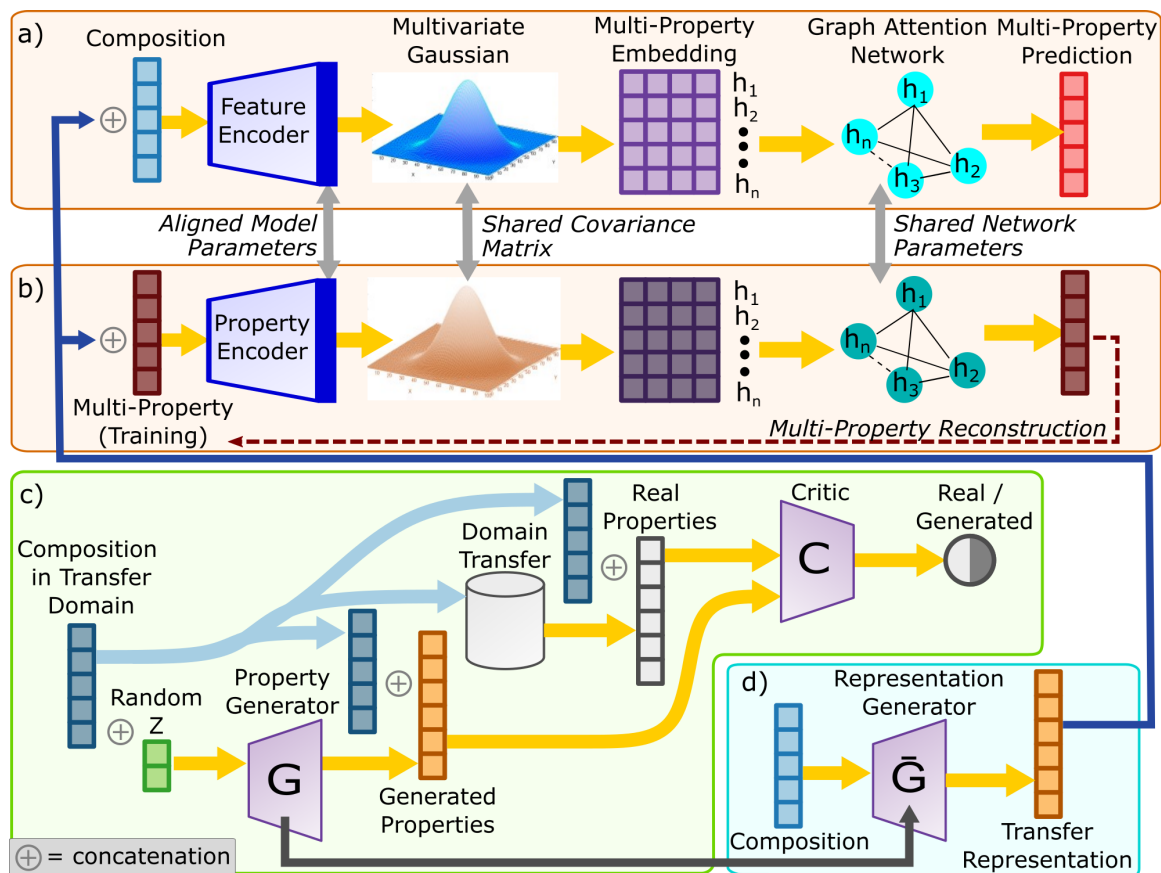 a)
Composition
Multivariate
Gaussian
Multi-Property
Embedding
Graph Attention
Network
Multi-Property
Prediction
Feature
Encoder
h1
h2
hn
h1
hn
h2
h3
Aligned Model
Parameters
Shared Covariance
Matrix
Shared Network
Parameters
b)
Property
Encoder
h1
h2
hn
h1
hn
h2
h3
Multi-Property
(Training)
Multi-Property Reconstruction
c)
Composition
in Transfer
Domain
Domain
Transfer
Real
Properties
Critic
C
Real /
Generated
Random
Z
Property
Generator
G
Generated
Properties
⊕ = concatenation
d)
Representation
Generator
Ḡ
Composition
Transfer
Representation